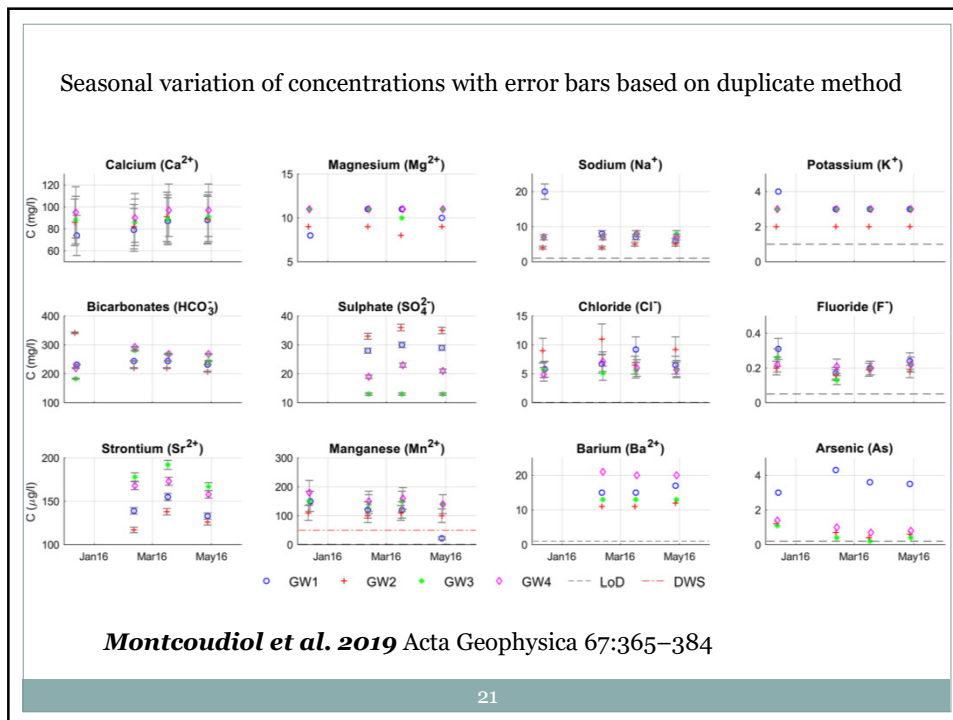 Seasonal variation of concentrations with error bars based on duplicate method
Calcium (Ca²⁺)
Magnesium (Mg²⁺)
Sodium (Na⁺)
Potassium (K⁺)
C (mg/l)
120
100
80
60
15
10
5
20
10
0
4
2
0
Bicarbonates (HCO₃⁻)
Sulphate (SO₄²⁻)
Chloride (Cl⁻)
Fluoride (F⁻)
C (mg/l)
400
300
200
100
40
30
20
10
15
10
5
0
0.4
0.2
0
Strontium (Sr²⁺)
Manganese (Mn²⁺)
Barium (Ba²⁺)
Arsenic (As)
C (μg/l)
200
150
100
300
200
100
0
20
10
0
4
2
0
Jan16 Mar16 May16
Jan16 Mar16 May16
Jan16 Mar16 May16
Jan16 Mar16 May16
GW1 GW2 GW3 GW4 LoD DWS
Montcoudiol et al. 2019 Acta Geophysica 67:365–384
21